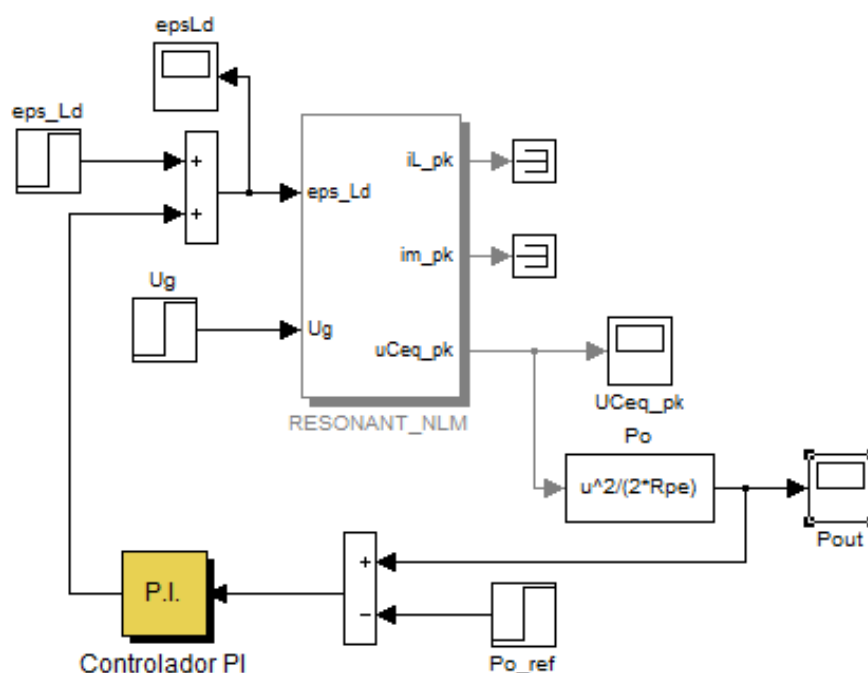 epsLd
eps_Ld
+
+
eps_Ld
Ug
Ug
iL_pk
im_pk
uCeq_pk
RESONANT_NLM
UCeq_pk
Po
u^2/(2*Rpe)
Pout
P.I.
Controlador PI
+
−
Po_ref